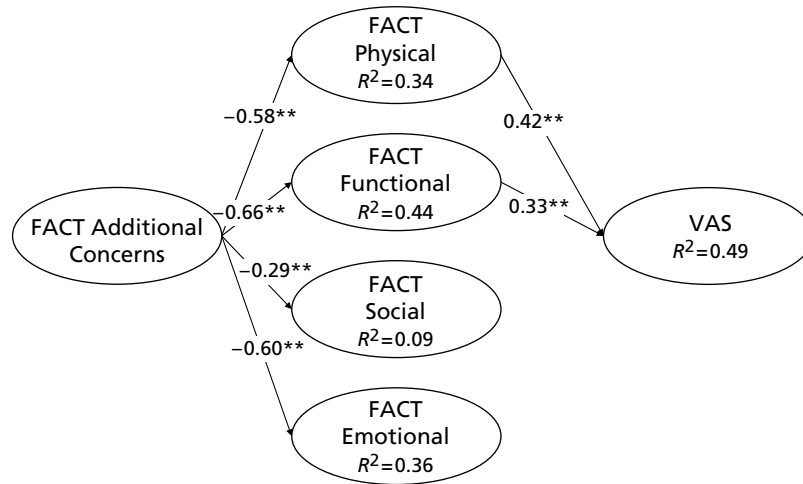 FACT
Physical
R²=0.34
−0.58**
0.42**
FACT
Functional
R²=0.44
−0.66**
0.33**
FACT Additional
Concerns
VAS
R²=0.49
−0.29**
FACT
Social
R²=0.09
−0.60**
FACT
Emotional
R²=0.36